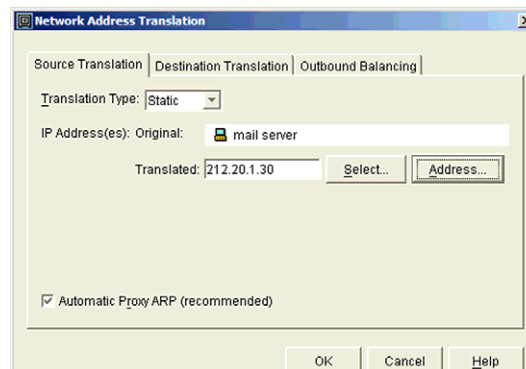 Network Address Translation
Source Translation Destination Translation Outbound Balancing
Translation Type: Static
IP Address(es): Original: mail server
Translated: 212.20.1.30 Select... Address...
Automatic Proxy ARP (recommended)
OK Cancel Help